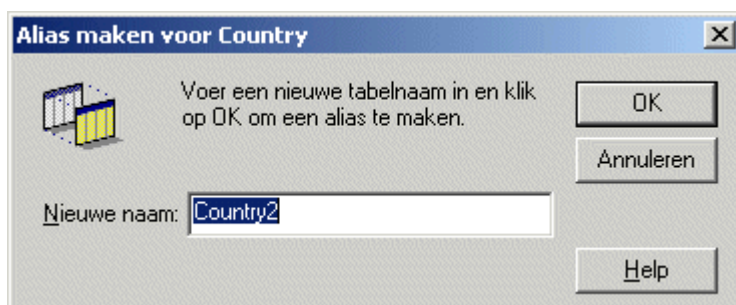 Alias maken voor Country
Voer een nieuwe tabelnaam in en klik
op OK om een alias te maken.
OK
Annuleren
Nieuwe naam: Country2
Help